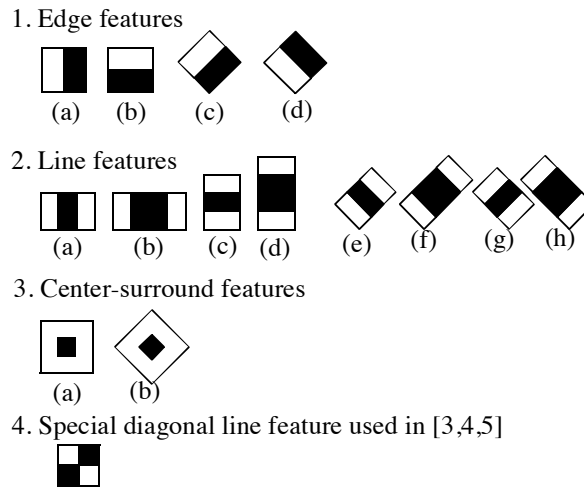 1. Edge features
(a) (b) (c) (d)
2. Line features
(a) (b) (c) (d) (e) (f) (g) (h)
3. Center-surround features
(a) (b)
4. Special diagonal line feature used in [3,4,5]